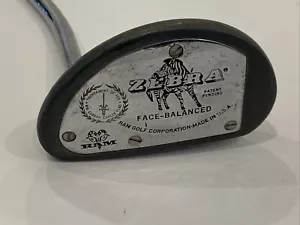 ZEBRA®
PATENT
PENDING
FACE-BALANCED
RAM GOLF CORPORATION-MADE IN U.S.A.
RAM